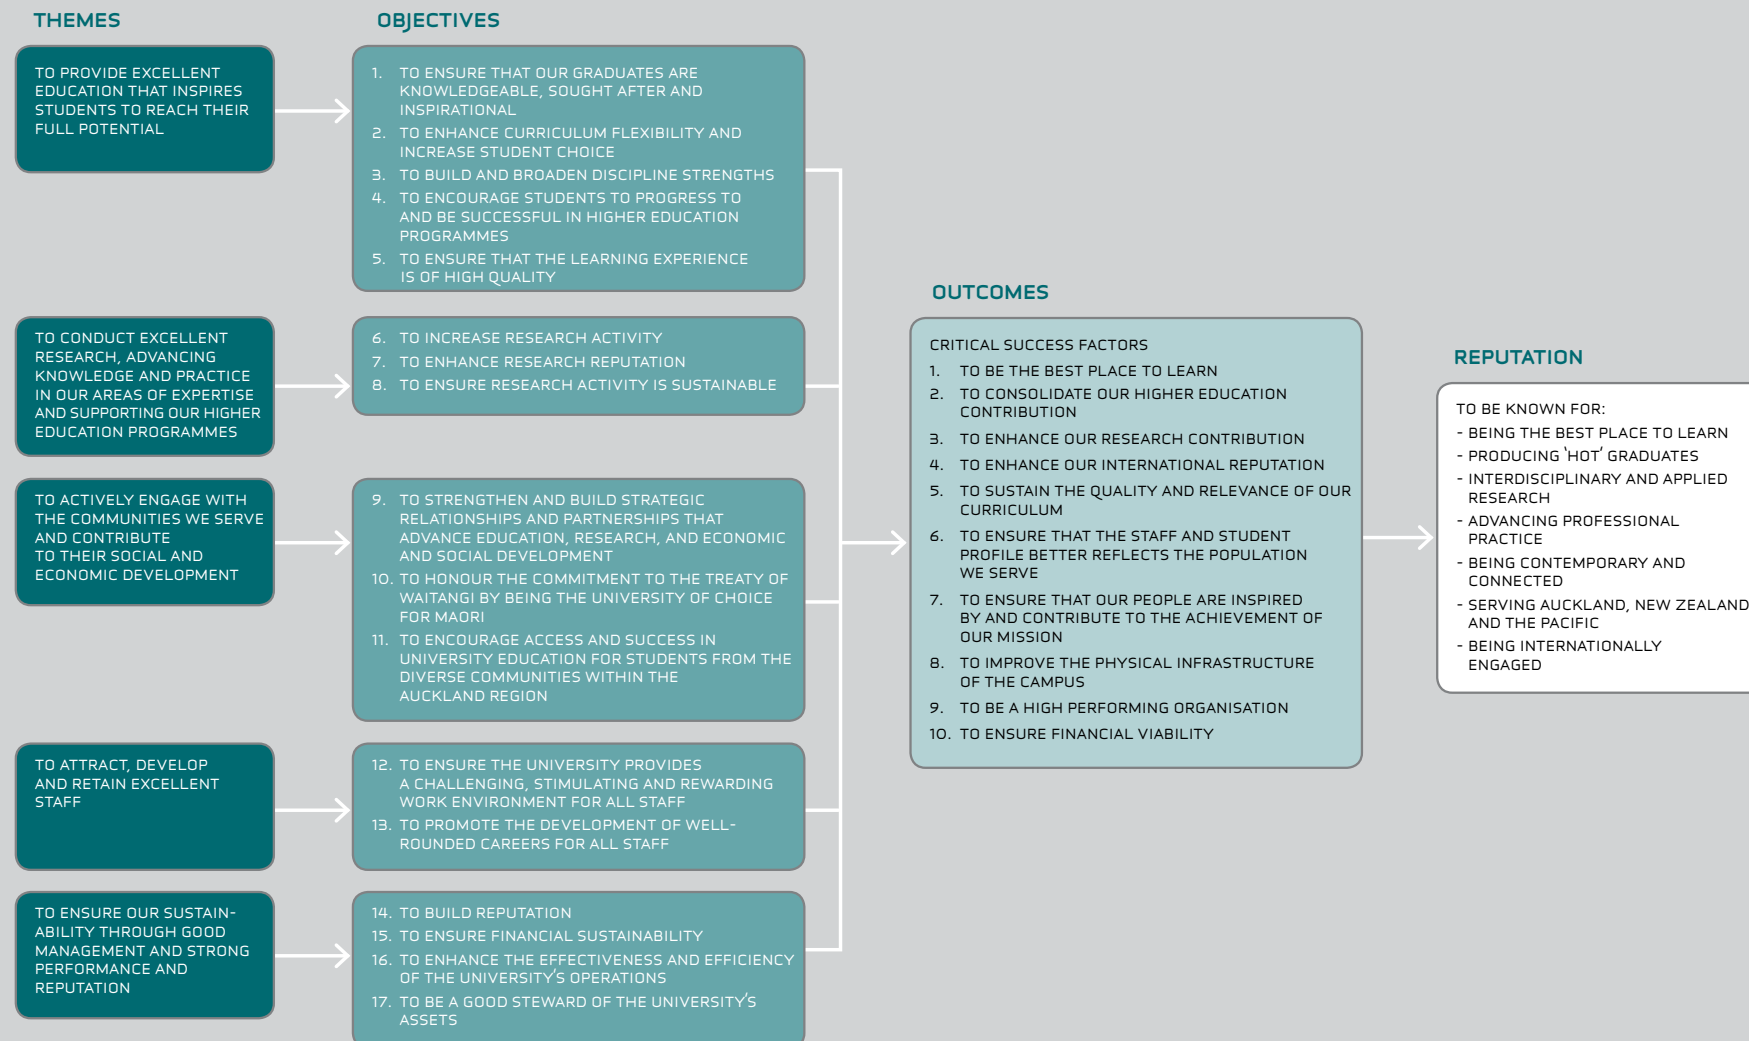 THEMES
TO PROVIDE EXCELLENT
EDUCATION THAT INSPIRES
STUDENTS TO REACH THEIR
FULL POTENTIAL
TO CONDUCT EXCELLENT
RESEARCH, ADVANCING
KNOWLEDGE AND PRACTICE
IN OUR AREAS OF EXPERTISE
AND SUPPORTING OUR HIGHER
EDUCATION PROGRAMMES
TO ACTIVELY ENGAGE WITH
THE COMMUNITIES WE SERVE
AND CONTRIBUTE
TO THEIR SOCIAL AND
ECONOMIC DEVELOPMENT
TO ATTRACT, DEVELOP
AND RETAIN EXCELLENT
STAFF
TO ENSURE OUR SUSTAIN-
ABILITY THROUGH GOOD
MANAGEMENT AND STRONG
PERFORMANCE AND
REPUTATION
OBJECTIVES
1. TO ENSURE THAT OUR GRADUATES ARE
KNOWLEDGEABLE, SOUGHT AFTER AND
INSPIRATIONAL
2. TO ENHANCE CURRICULUM FLEXIBILITY AND
INCREASE STUDENT CHOICE
3. TO BUILD AND BROADEN DISCIPLINE STRENGTHS
4. TO ENCOURAGE STUDENTS TO PROGRESS TO
AND BE SUCCESSFUL IN HIGHER EDUCATION
PROGRAMMES
5. TO ENSURE THAT THE LEARNING EXPERIENCE
IS OF HIGH QUALITY
6. TO INCREASE RESEARCH ACTIVITY
7. TO ENHANCE RESEARCH REPUTATION
8. TO ENSURE RESEARCH ACTIVITY IS SUSTAINABLE
9. TO STRENGTHEN AND BUILD STRATEGIC
RELATIONSHIPS AND PARTNERSHIPS THAT
ADVANCE EDUCATION, RESEARCH, AND ECONOMIC
AND SOCIAL DEVELOPMENT
10. TO HONOUR THE COMMITMENT TO THE TREATY OF
WAITANGI BY BEING THE UNIVERSITY OF CHOICE
FOR MAORI
11. TO ENCOURAGE ACCESS AND SUCCESS IN
UNIVERSITY EDUCATION FOR STUDENTS FROM THE
DIVERSE COMMUNITIES WITHIN THE
AUCKLAND REGION
12. TO ENSURE THE UNIVERSITY PROVIDES
A CHALLENGING, STIMULATING AND REWARDING
WORK ENVIRONMENT FOR ALL STAFF
13. TO PROMOTE THE DEVELOPMENT OF WELL-
ROUNDED CAREERS FOR ALL STAFF
14. TO BUILD REPUTATION
15. TO ENSURE FINANCIAL SUSTAINABILITY
16. TO ENHANCE THE EFFECTIVENESS AND EFFICIENCY
OF THE UNIVERSITY'S OPERATIONS
17. TO BE A GOOD STEWARD OF THE UNIVERSITY'S
ASSETS
OUTCOMES
CRITICAL SUCCESS FACTORS
1. TO BE THE BEST PLACE TO LEARN
2. TO CONSOLIDATE OUR HIGHER EDUCATION
CONTRIBUTION
3. TO ENHANCE OUR RESEARCH CONTRIBUTION
4. TO ENHANCE OUR INTERNATIONAL REPUTATION
5. TO SUSTAIN THE QUALITY AND RELEVANCE OF OUR
CURRICULUM
6. TO ENSURE THAT THE STAFF AND STUDENT
PROFILE BETTER REFLECTS THE POPULATION
WE SERVE
7. TO ENSURE THAT OUR PEOPLE ARE INSPIRED
BY AND CONTRIBUTE TO THE ACHIEVEMENT OF
OUR MISSION
8. TO IMPROVE THE PHYSICAL INFRASTRUCTURE
OF THE CAMPUS
9. TO BE A HIGH PERFORMING ORGANISATION
10. TO ENSURE FINANCIAL VIABILITY
REPUTATION
TO BE KNOWN FOR:
- BEING THE BEST PLACE TO LEARN
- PRODUCING 'HOT' GRADUATES
- INTERDISCIPLINARY AND APPLIED
RESEARCH
- ADVANCING PROFESSIONAL
PRACTICE
- BEING CONTEMPORARY AND
CONNECTED
- SERVING AUCKLAND, NEW ZEALAND
AND THE PACIFIC
- BEING INTERNATIONALLY
ENGAGED